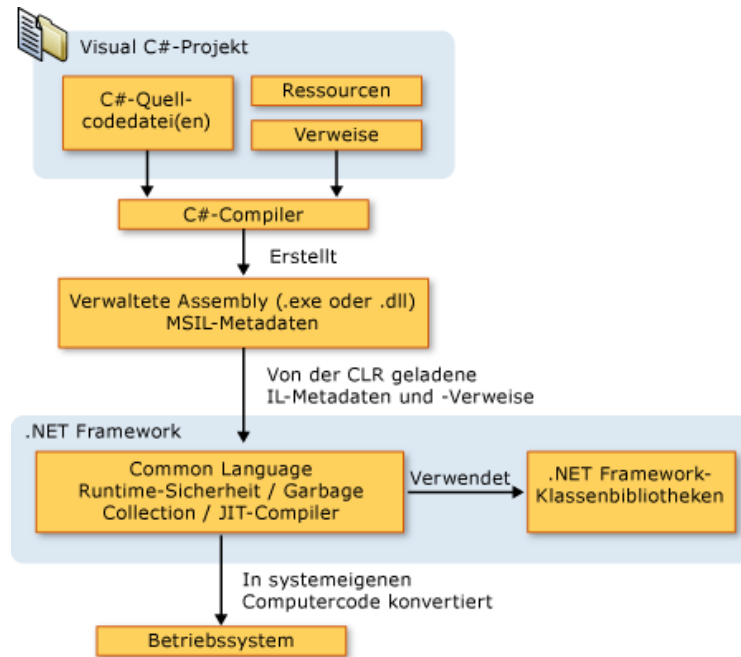 Visual C#-Projekt
C#-Quell-
codedatei(en)
Ressourcen
Verweise
C#-Compiler
Erstellt
Verwaltete Assembly (.exe oder .dll)
MSIL-Metadaten
Von der CLR geladene
IL-Metadaten und -Verweise
.NET Framework
Common Language
Runtime-Sicherheit / Garbage
Collection / JIT-Compiler
Verwendet
.NET Framework-
Klassenbibliotheken
In systemeigenen
Computercode konvertiert
Betriebssystem